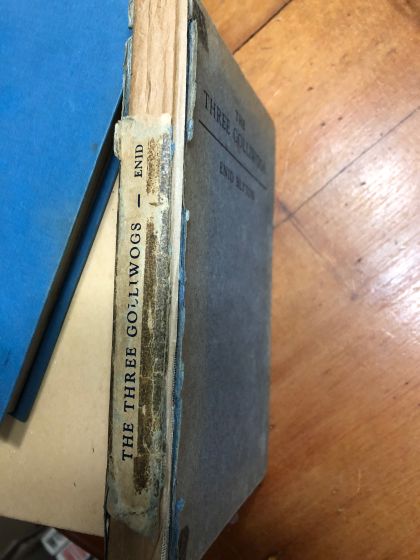 THE THREE GOLLIWOGS — ENID
THE
THREE GOLLIWOGS
ENID BLYTON